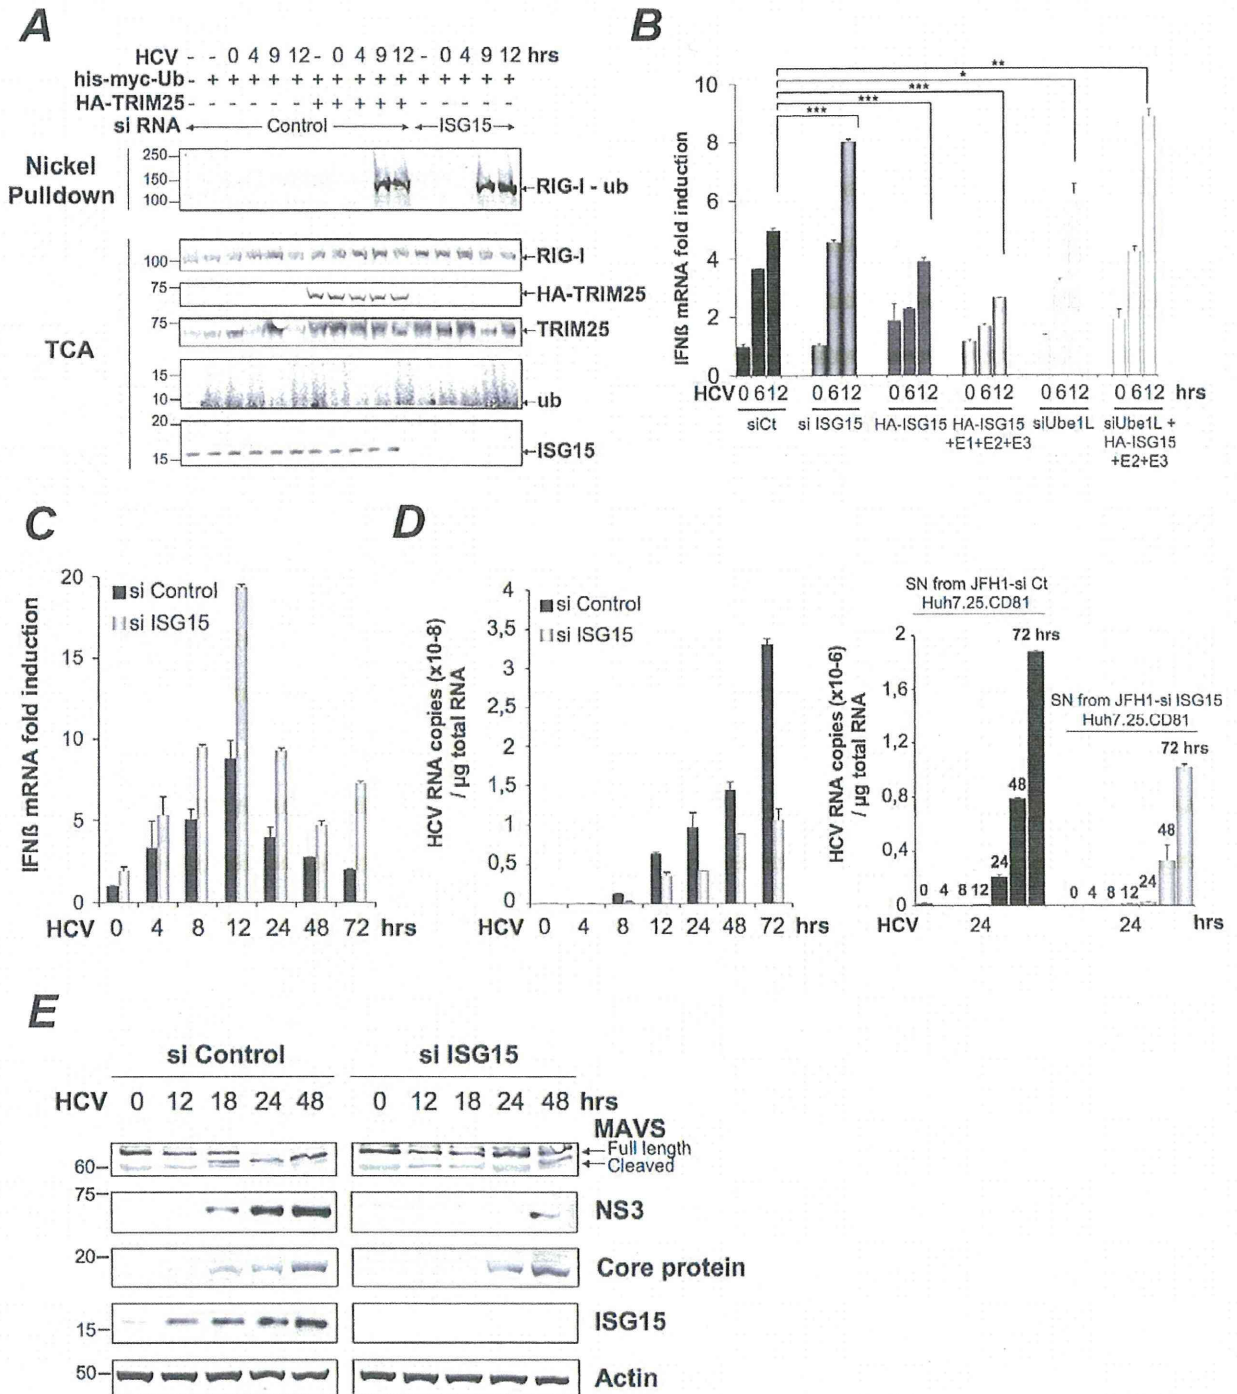 A
HCV - - 0 4 9 12 - 0 4 9 12 - 0 4 9 12 hrs
his-myc-Ub - + + + + + + + + + + + + + + +
HA-TRIM25 - - - - - - + + + + + - - - - -
si RNA Control ISG15
Nickel
Pulldown
250
150
100
RIG-I - ub
TCA
100
RIG-I
75
HA-TRIM25
75
TRIM25
15
10
ub
20
15
ISG15
B
IFNß mRNA fold induction
10
8
6
4
2
0
**
*
***
***
***
HCV 0 6 12 0 6 12 0 6 12 0 6 12 0 6 12 0 6 12 hrs
siCt
si ISG15
HA-ISG15
HA-ISG15
+E1+E2+E3
siUbe1L
siUbe1L +
HA-ISG15
+E2+E3
C
IFNß mRNA fold induction
20
15
10
5
0
si Control
si ISG15
HCV 0 4 8 12 24 48 72 hrs
D
HCV RNA copies (x10-8)
/ µg total RNA
4
3,5
3
2,5
2
1,5
1
0,5
0
si Control
si ISG15
HCV 0 4 8 12 24 48 72 hrs
HCV RNA copies (x10-6)
/ µg total RNA
2
1,6
1,2
0,8
0,4
0
SN from JFH1-si Ct
Huh7.25.CD81
0 4 8 12 24 48 72 hrs
SN from JFH1-si ISG15
Huh7.25.CD81
0 4 8 12 24 48 72 hrs
HCV 24 24 hrs
E
si Control
si ISG15
HCV 0 12 18 24 48 0 12 18 24 48 hrs
MAVS
Full length
Cleaved
60
75
NS3
20
Core protein
15
ISG15
50
Actin